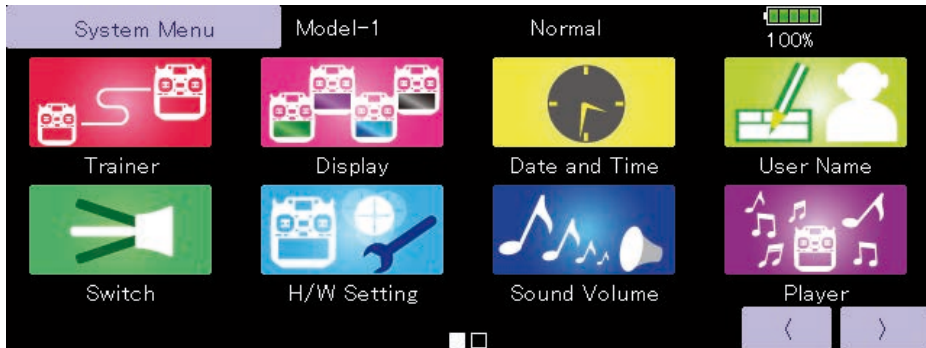 System Menu Model-1 Normal 100%
Trainer Display Date and Time User Name
Switch H/W Setting Sound Volume Player
〈 〉